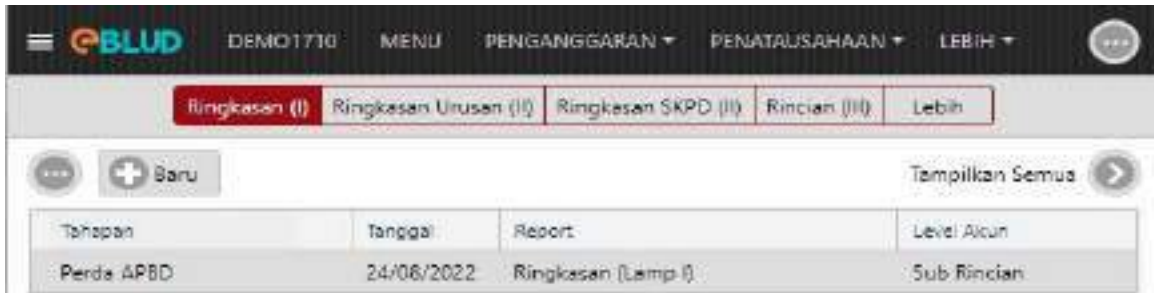 eBLUD DEMO1710 MENU PENGANGGARAN PENATAUSAHAAN LEBIH
Ringkasan (I) Ringkasan Urusan (II) Ringkasan SKPD (II) Rincian (III) Lebih
Baru Tampilkan Semua
Tahapan Tanggal Report Level Akun
Perda APBD 24/08/2022 Ringkasan (Lamp I) Sub Rincian